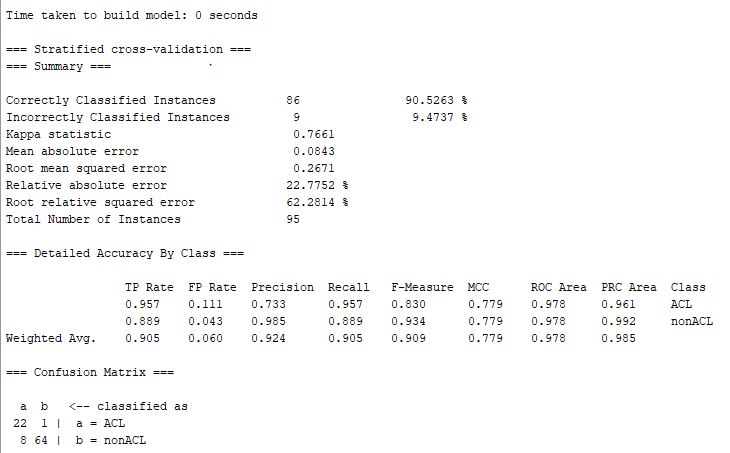 Time taken to build model: 0 seconds
=== Stratified cross-validation ===
=== Summary ===
Correctly Classified Instances 86 90.5263 %
Incorrectly Classified Instances 9 9.4737 %
Kappa statistic 0.7661
Mean absolute error 0.0843
Root mean squared error 0.2671
Relative absolute error 22.7752 %
Root relative squared error 62.2814 %
Total Number of Instances 95
=== Detailed Accuracy By Class ===
TP Rate FP Rate Precision Recall F-Measure MCC ROC Area PRC Area Class
0.957 0.111 0.733 0.957 0.830 0.779 0.978 0.961 ACL
0.889 0.043 0.985 0.889 0.934 0.779 0.978 0.992 nonACL
Weighted Avg. 0.905 0.060 0.924 0.905 0.909 0.779 0.978 0.985
=== Confusion Matrix ===
a b <-- classified as
22 1 | a = ACL
8 64 | b = nonACL